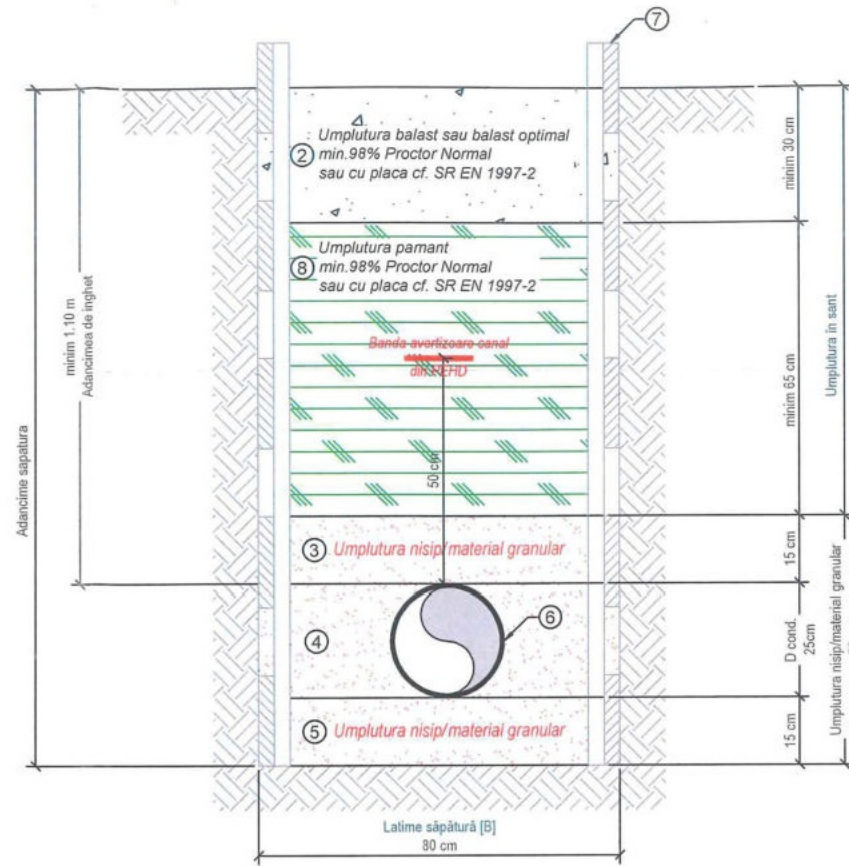 7
2 Umplutura balast sau balast optimal
min.98% Proctor Normal
sau cu placa cf. SR EN 1997-2
8 Umplutura pamant
min.98% Proctor Normal
sau cu placa cf. SR EN 1997-2
Banda avertizoare canal
din PEHD
50 cm
3 Umplutura nisip/material granular
4
6
5 Umplutura nisip/material granular
Adancime sapatura
minim 1.10 m
Adancimea de inghet
minim 30 cm
minim 65 cm
15 cm
D cond.
25cm
15 cm
Umplutura in sant
Umplutura nisip/material granular
Latime săpătură [B]
80 cm